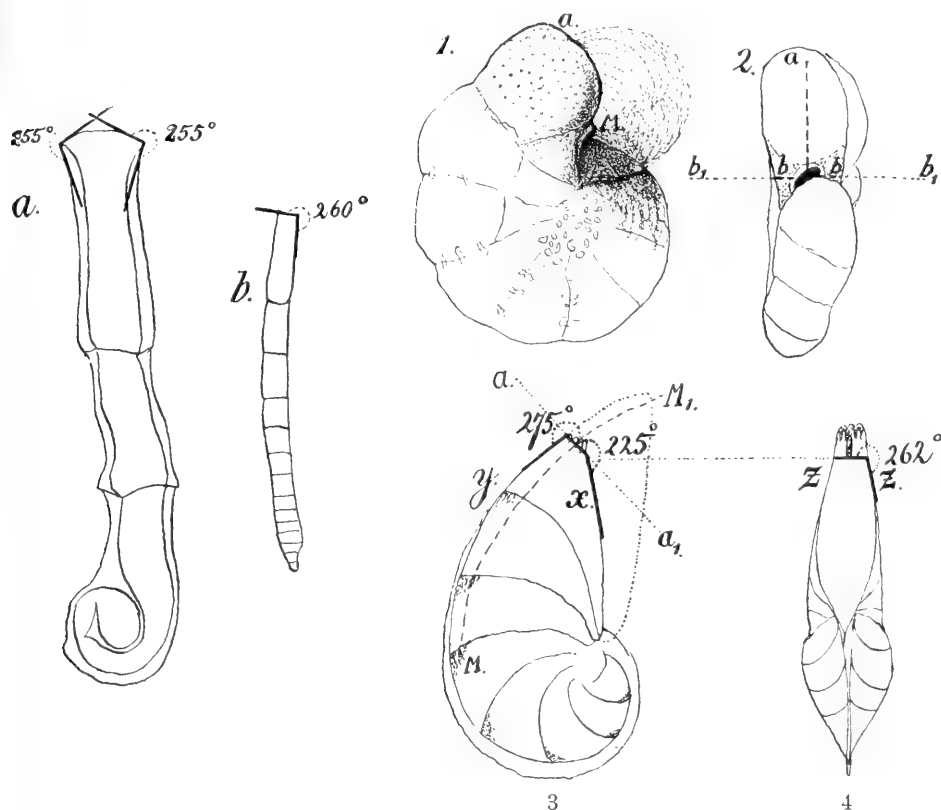 a.
1.
2.
a
255°
255°
M.
a.
b₁
b
b
b₁
260°
b.
a.
M₁.
275°
225°
262°
y.
x.
z
z.
a₁.
M.
3
4